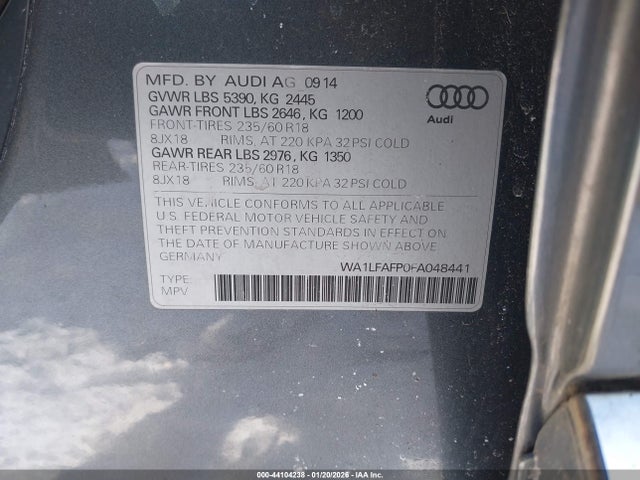 MFD. BY AUDI AG 0914
GVWR LBS 5390, KG 2445
GAWR FRONT LBS 2646, KG 1200
FRONT-TIRES 235/60 R18
8JX18 RIMS, AT 220 KPA 32 PSI COLD
GAWR REAR LBS 2976, KG 1350
REAR-TIRES 235/60 R18
8JX18 RIMS, AT 220 KPA 32 PSI COLD
Audi
THIS VEHICLE CONFORMS TO ALL APPLICABLE
U.S. FEDERAL MOTOR VEHICLE SAFETY AND
THEFT PREVENTION STANDARDS IN EFFECT ON
THE DATE OF MANUFACTURE SHOWN ABOVE
GERMANY
WA1LFAFP0FA048441
TYPE:
MPV
000-44104238 - 01/20/2026 - IAA Inc.